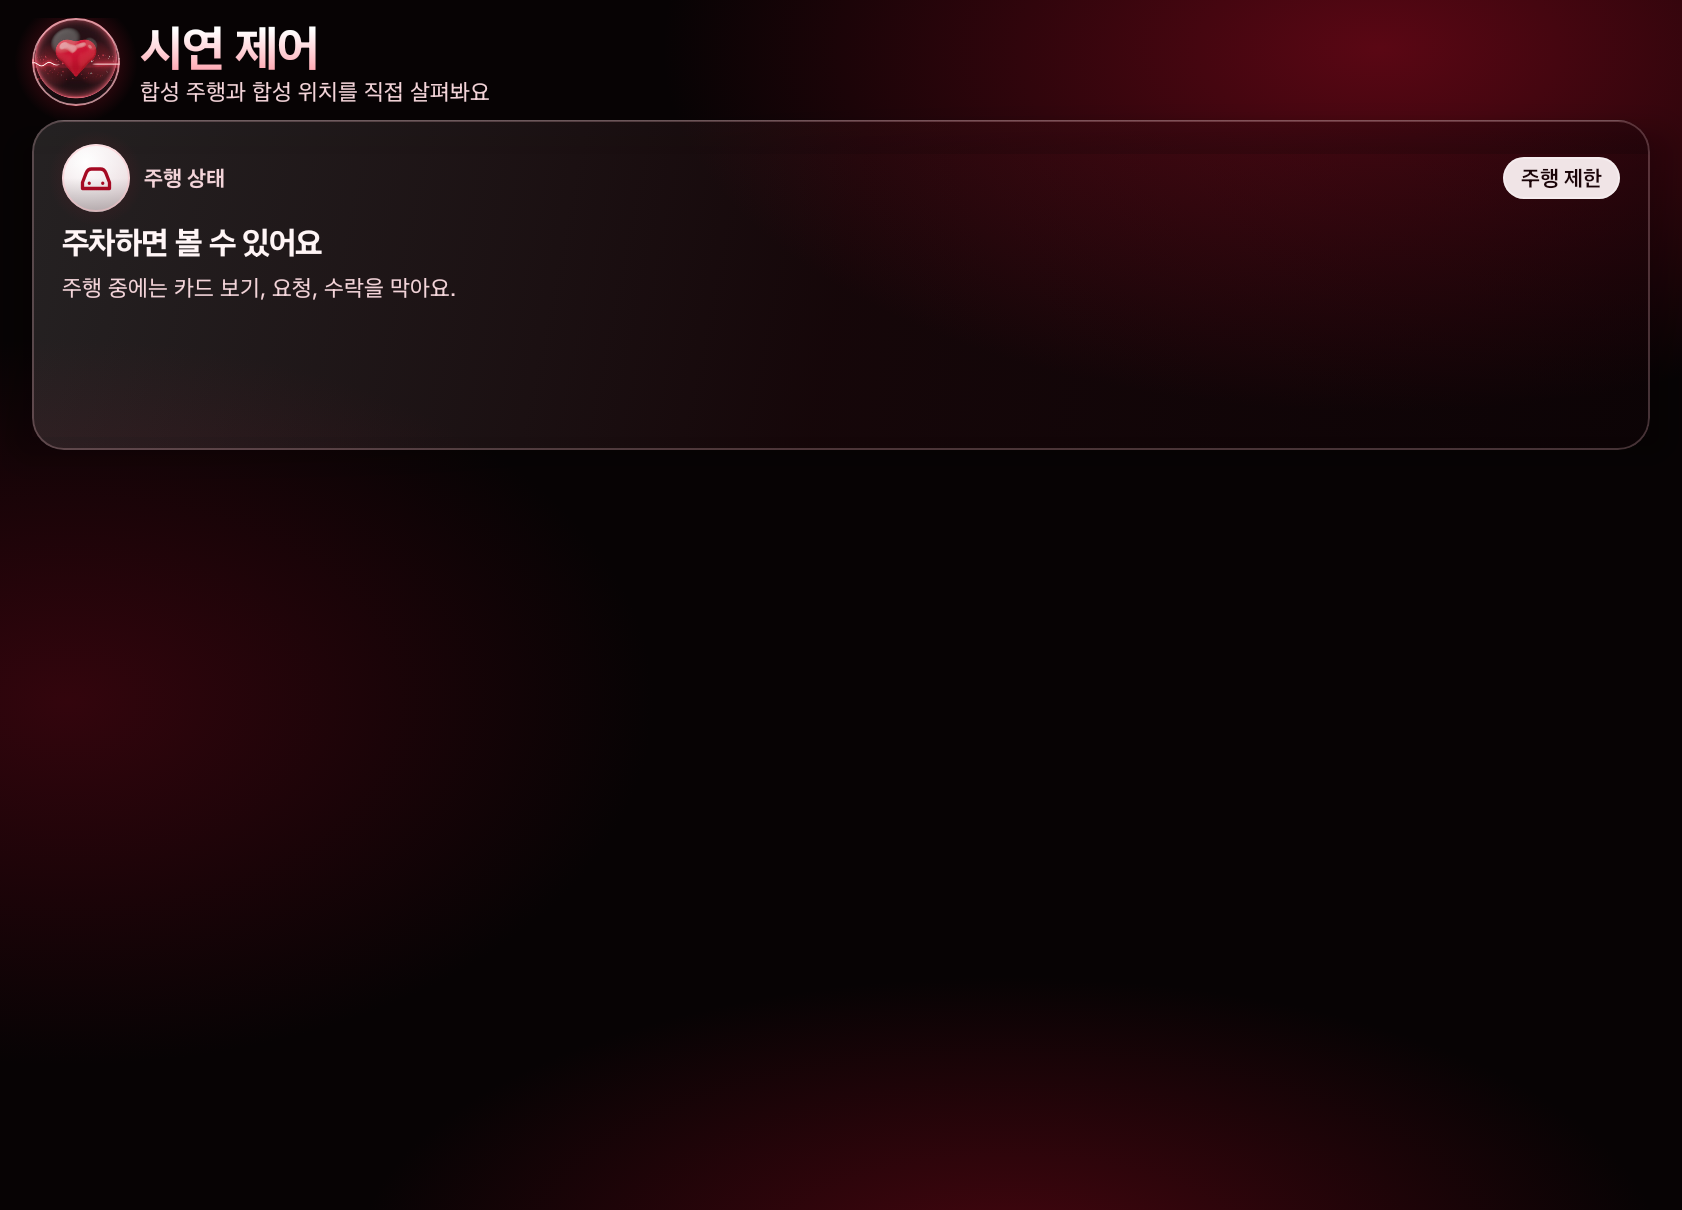 시연 제어
합성 주행과 합성 위치를 직접 살펴봐요
주행 상태
주행 제한
주차하면 볼 수 있어요
주행 중에는 카드 보기, 요청, 수락을 막아요.